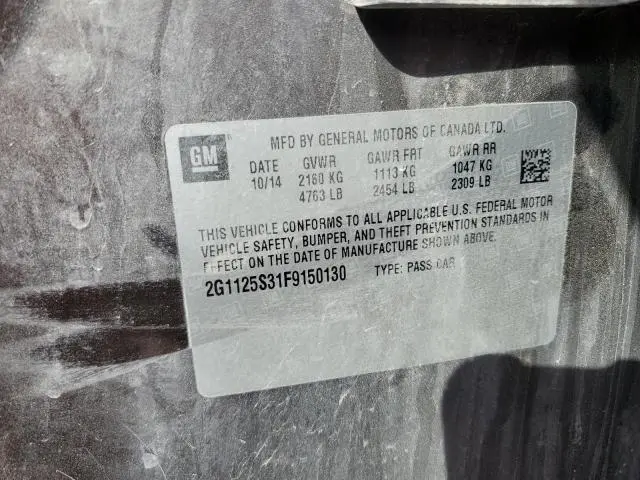 GM
MFD BY GENERAL MOTORS OF CANADA LTD.
DATE GVWR GAWR FRT GAWR RR
10/14 2160 KG 1113 KG 1047 KG
4763 LB 2454 LB 2309 LB
THIS VEHICLE CONFORMS TO ALL APPLICABLE U.S. FEDERAL MOTOR
VEHICLE SAFETY, BUMPER, AND THEFT PREVENTION STANDARDS IN
EFFECT ON THE DATE OF MANUFACTURE SHOWN ABOVE.
2G1125S31F9150130 TYPE: PASS CAR